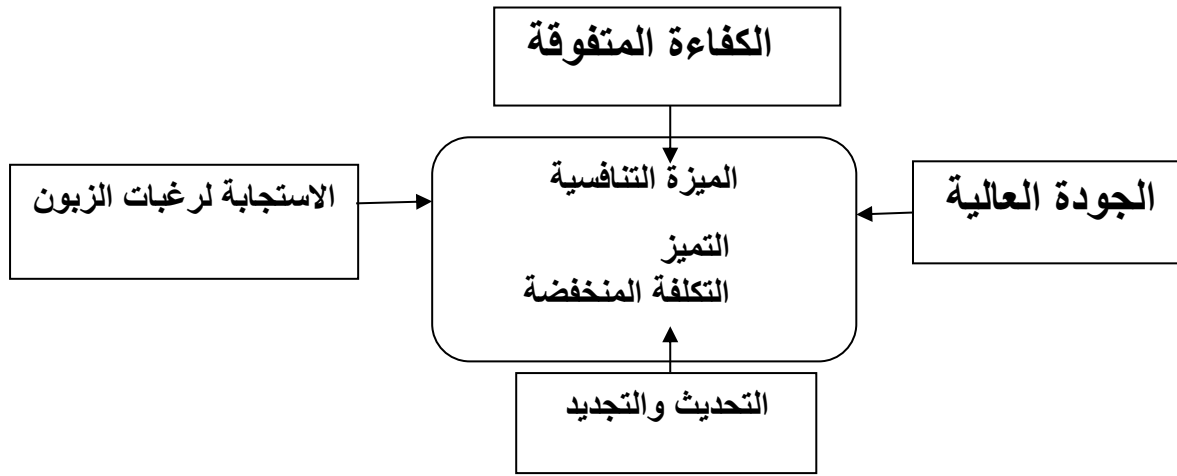 الكفاءة المتفوقة
الميزة التنافسية
الجودة العالية
الاستجابة لرغبات الزبون
التميز
التكلفة المنخفضة
التحديث والتجديد